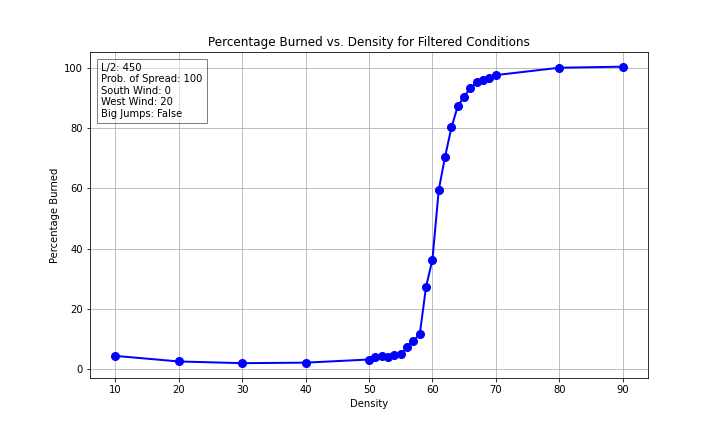 Percentage Burned vs. Density for Filtered Conditions
L/2: 450
Prob. of Spread: 100
South Wind: 0
West Wind: 20
Big Jumps: False
Percentage Burned
100
80
60
40
20
0
10 20 30 40 50 60 70 80 90
Density